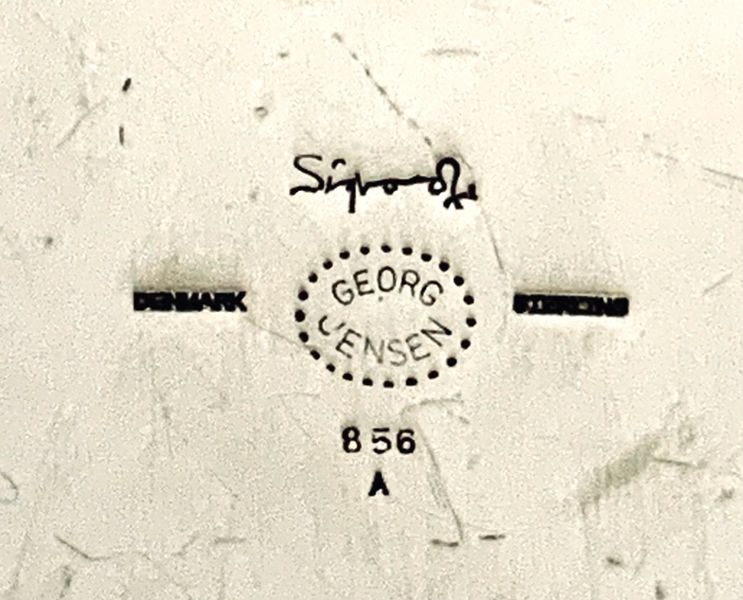 DENMARK
GEORG
JENSEN
STERLING
856
A